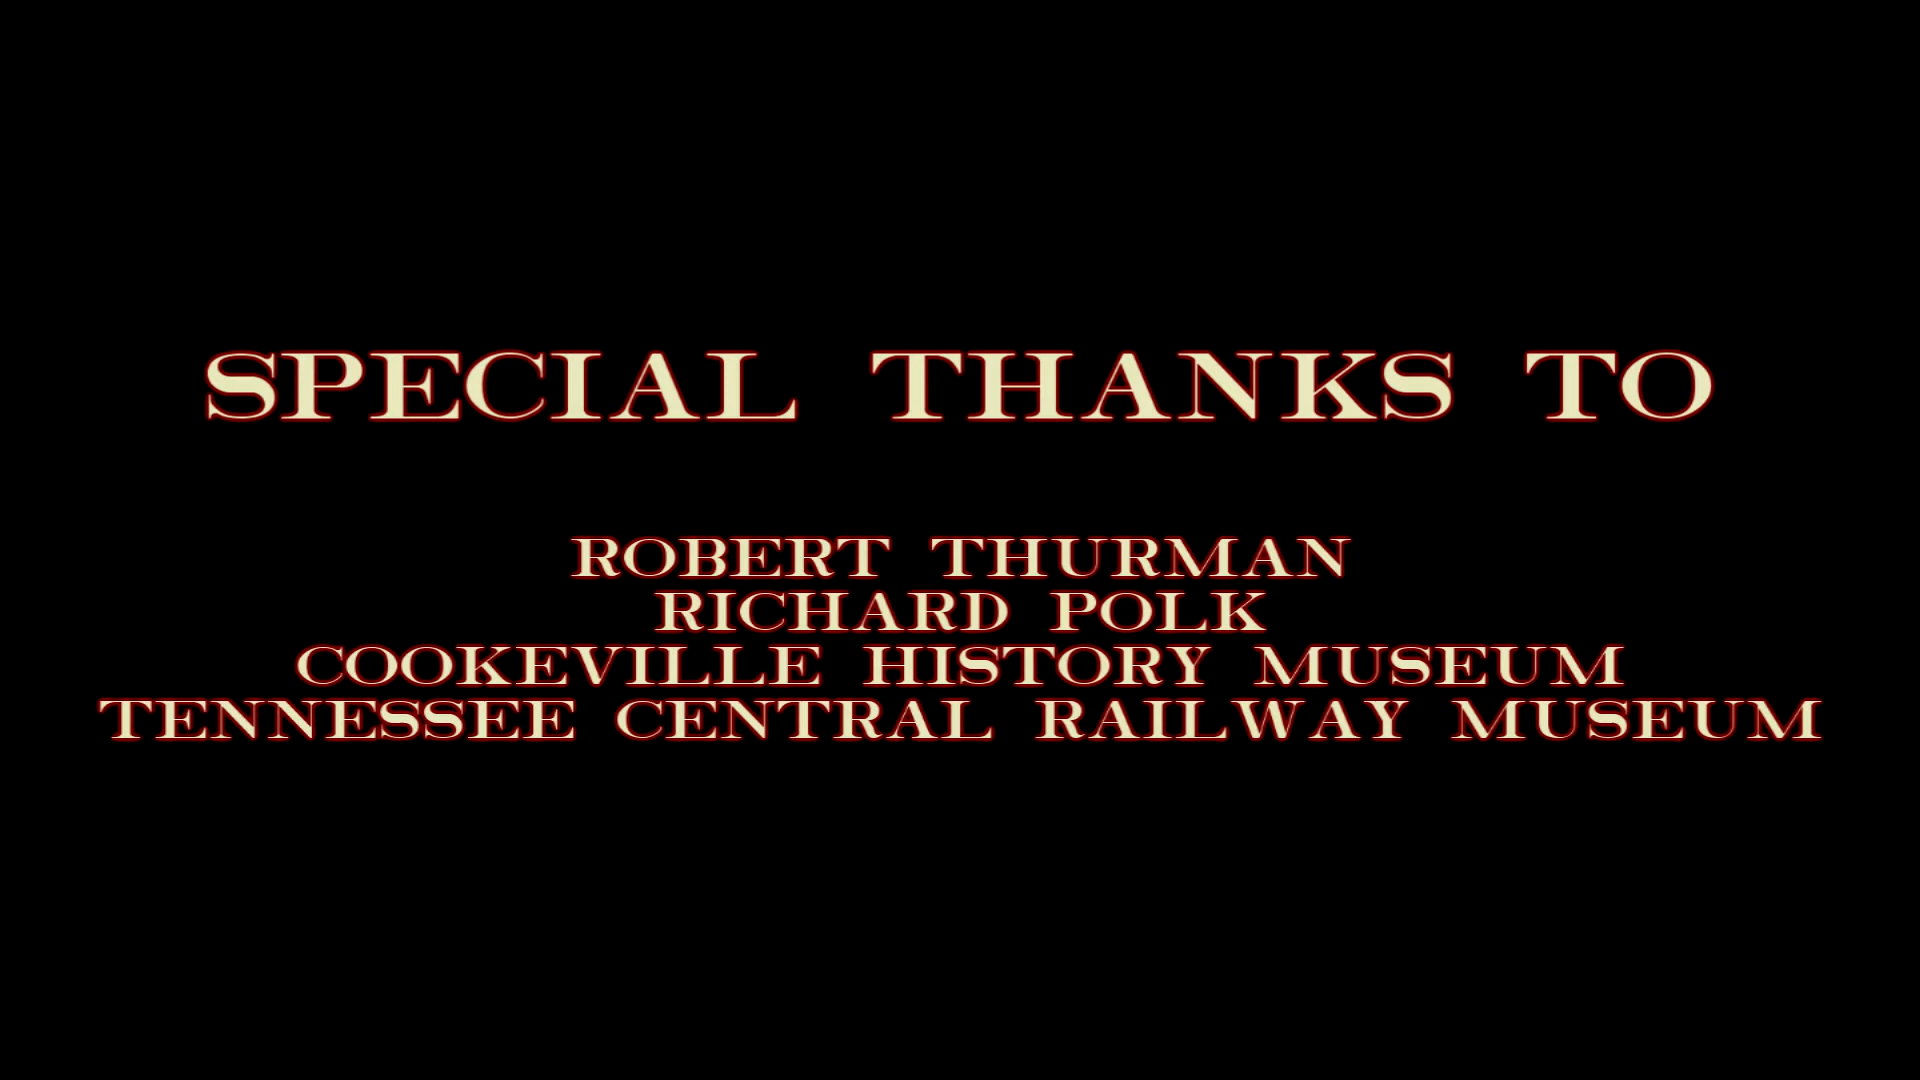 SPECIAL THANKS TO
ROBERT THURMAN
RICHARD POLK
COOKEVILLE HISTORY MUSEUM
TENNESSEE CENTRAL RAILWAY MUSEUM